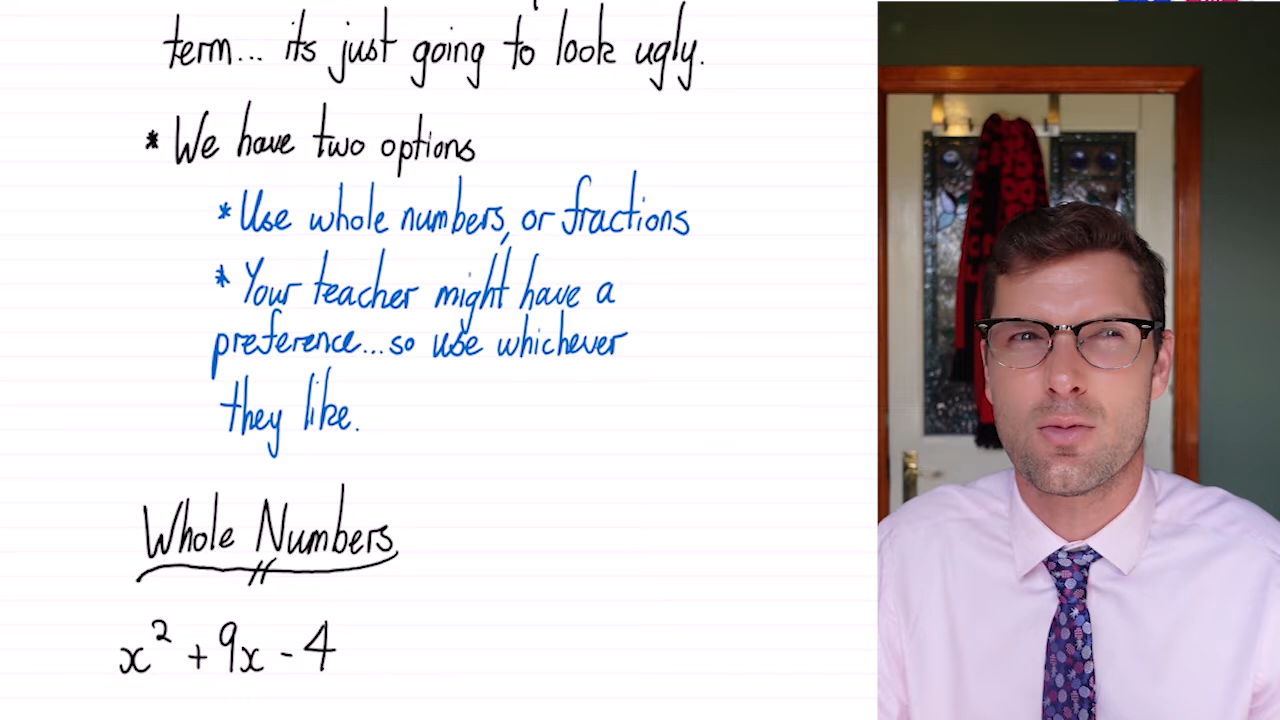 term... its just going to look ugly.
* We have two options
* Use whole numbers, or fractions
* Your teacher might have a
preference... so use whichever
they like.
Whole Numbers
x² + 9x - 4